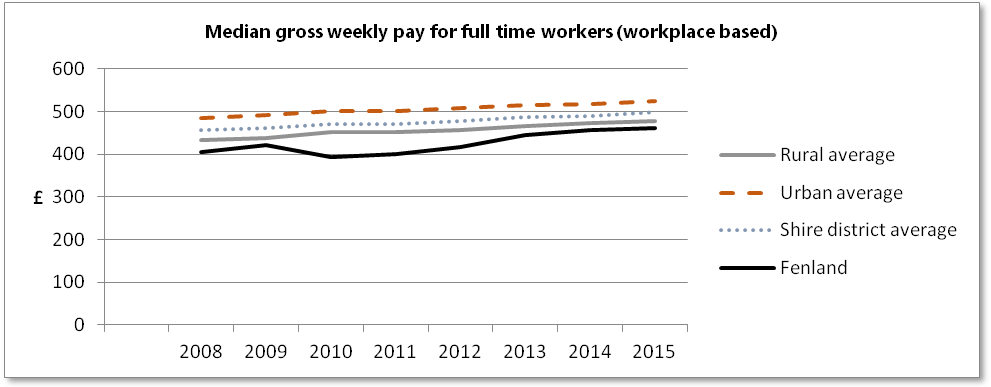 Median gross weekly pay for full time workers (workplace based)
600
500
400
300
200
100
0
£
2008 2009 2010 2011 2012 2013 2014 2015
Rural average
Urban average
Shire district average
Fenland